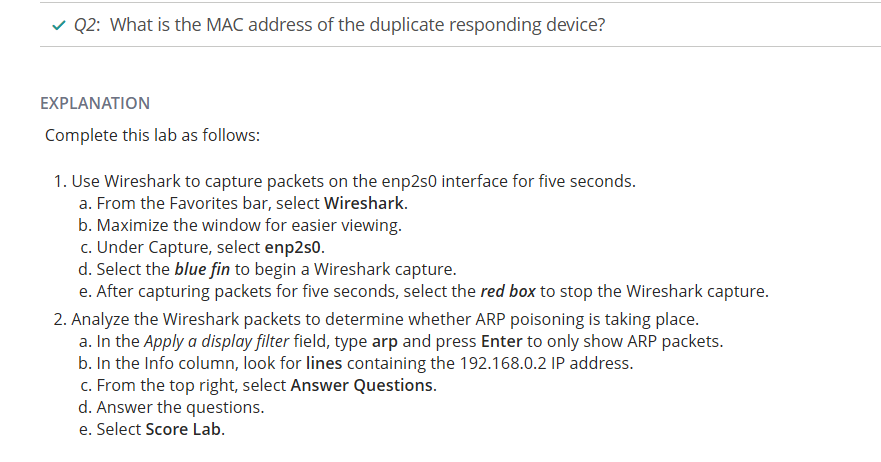 ✓ Q2: What is the MAC address of the duplicate responding device?
EXPLANATION
Complete this lab as follows:
1. Use Wireshark to capture packets on the enp2s0 interface for five seconds.
a. From the Favorites bar, select Wireshark.
b. Maximize the window for easier viewing.
c. Under Capture, select enp2s0.
d. Select the blue fin to begin a Wireshark capture.
e. After capturing packets for five seconds, select the red box to stop the Wireshark capture.
2. Analyze the Wireshark packets to determine whether ARP poisoning is taking place.
a. In the Apply a display filter field, type arp and press Enter to only show ARP packets.
b. In the Info column, look for lines containing the 192.168.0.2 IP address.
c. From the top right, select Answer Questions.
d. Answer the questions.
e. Select Score Lab.